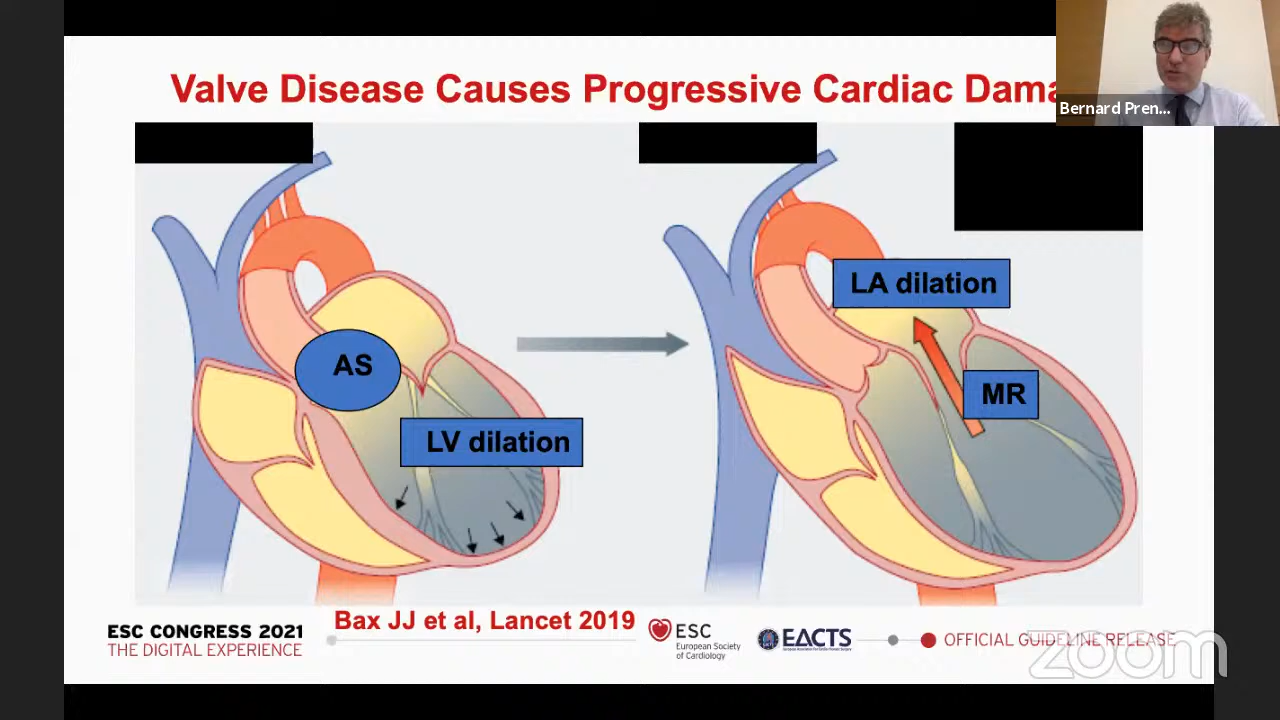 Valve Disease Causes Progressive Cardiac Dama
Bernard Pren...
AS
LV dilation
LA dilation
MR
Bax JJ et al, Lancet 2019
ESC CONGRESS 2021
THE DIGITAL EXPERIENCE
ESC
European Society
of Cardiology
EACTS
OFFICIAL GUIDELINE RELEASE
zoom